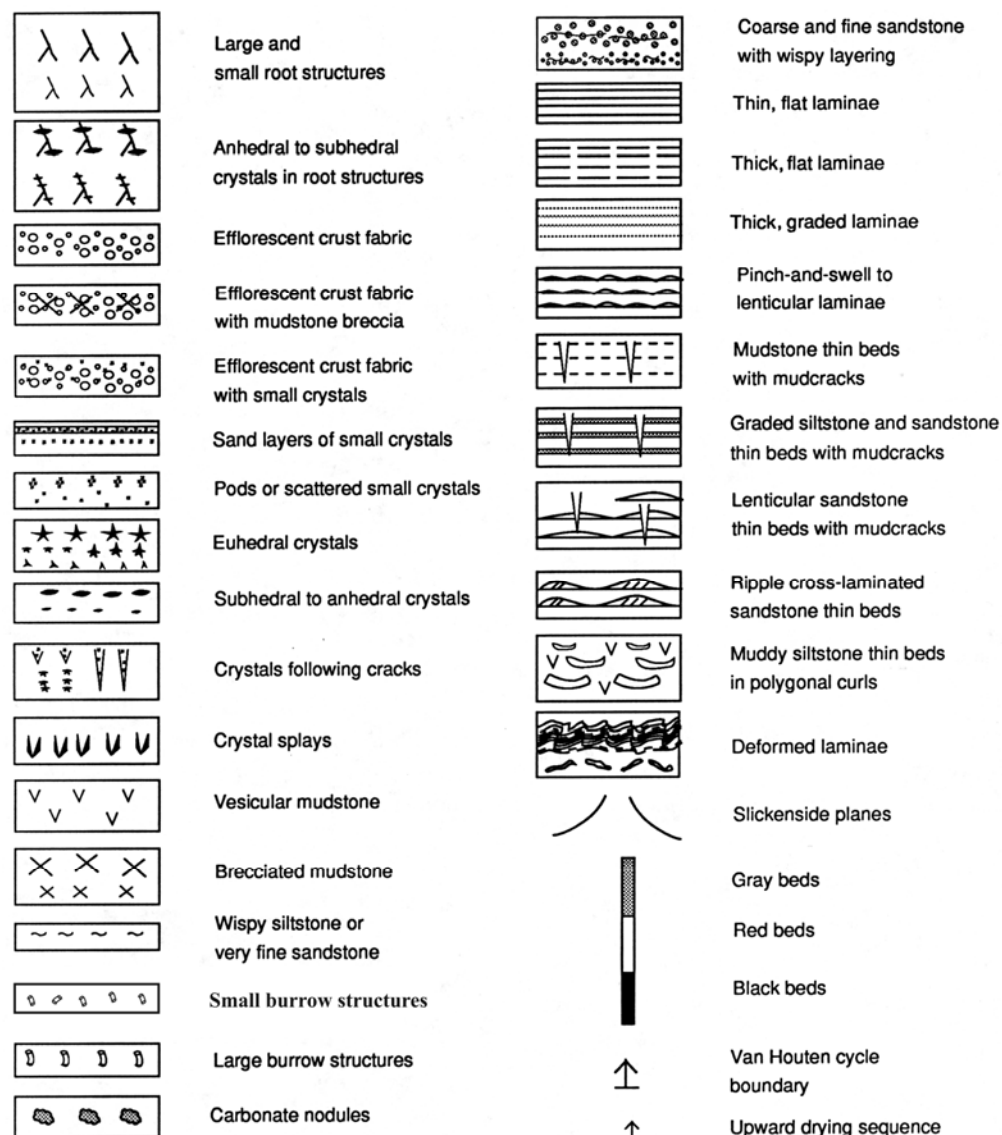 Large and
small root structures
Anhedral to subhedral
crystals in root structures
Efflorescent crust fabric
Efflorescent crust fabric
with mudstone breccia
Efflorescent crust fabric
with small crystals
Sand layers of small crystals
Pods or scattered small crystals
Euhedral crystals
Subhedral to anhedral crystals
Crystals following cracks
Crystal splays
Vesicular mudstone
Brecciated mudstone
Wispy siltstone or
very fine sandstone
Small burrow structures
Large burrow structures
Carbonate nodules
Coarse and fine sandstone
with wispy layering
Thin, flat laminae
Thick, flat laminae
Thick, graded laminae
Pinch-and-swell to
lenticular laminae
Mudstone thin beds
with mudcracks
Graded siltstone and sandstone
thin beds with mudcracks
Lenticular sandstone
thin beds with mudcracks
Ripple cross-laminated
sandstone thin beds
Muddy siltstone thin beds
in polygonal curls
Deformed laminae
Slickenside planes
Gray beds
Red beds
Black beds
Van Houten cycle
boundary
Upward drying sequence